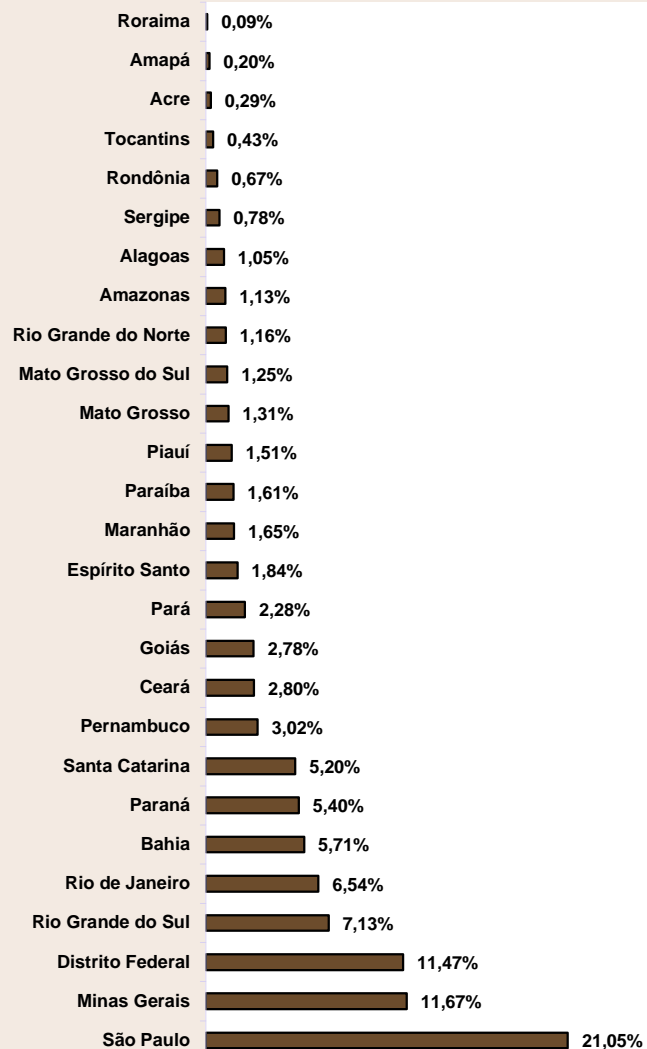 Roraima 0,09%
Amapá 0,20%
Acre 0,29%
Tocantins 0,43%
Rondônia 0,67%
Sergipe 0,78%
Alagoas 1,05%
Amazonas 1,13%
Rio Grande do Norte 1,16%
Mato Grosso do Sul 1,25%
Mato Grosso 1,31%
Piauí 1,51%
Paraíba 1,61%
Maranhão 1,65%
Espírito Santo 1,84%
Pará 2,28%
Goiás 2,78%
Ceará 2,80%
Pernambuco 3,02%
Santa Catarina 5,20%
Paraná 5,40%
Bahia 5,71%
Rio de Janeiro 6,54%
Rio Grande do Sul 7,13%
Distrito Federal 11,47%
Minas Gerais 11,67%
São Paulo 21,05%